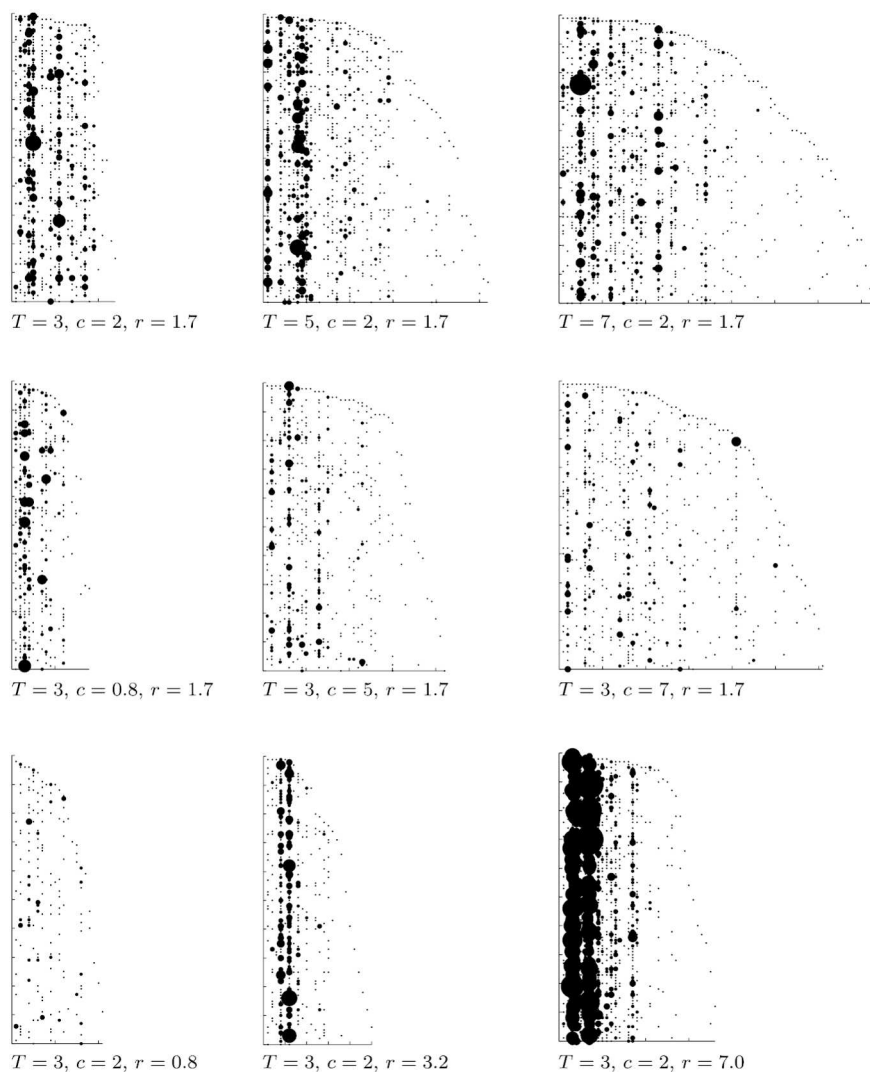 T = 3, c = 2, r = 1.7
T = 5, c = 2, r = 1.7
T = 7, c = 2, r = 1.7
T = 3, c = 0.8, r = 1.7
T = 3, c = 5, r = 1.7
T = 3, c = 7, r = 1.7
T = 3, c = 2, r = 0.8
T = 3, c = 2, r = 3.2
T = 3, c = 2, r = 7.0